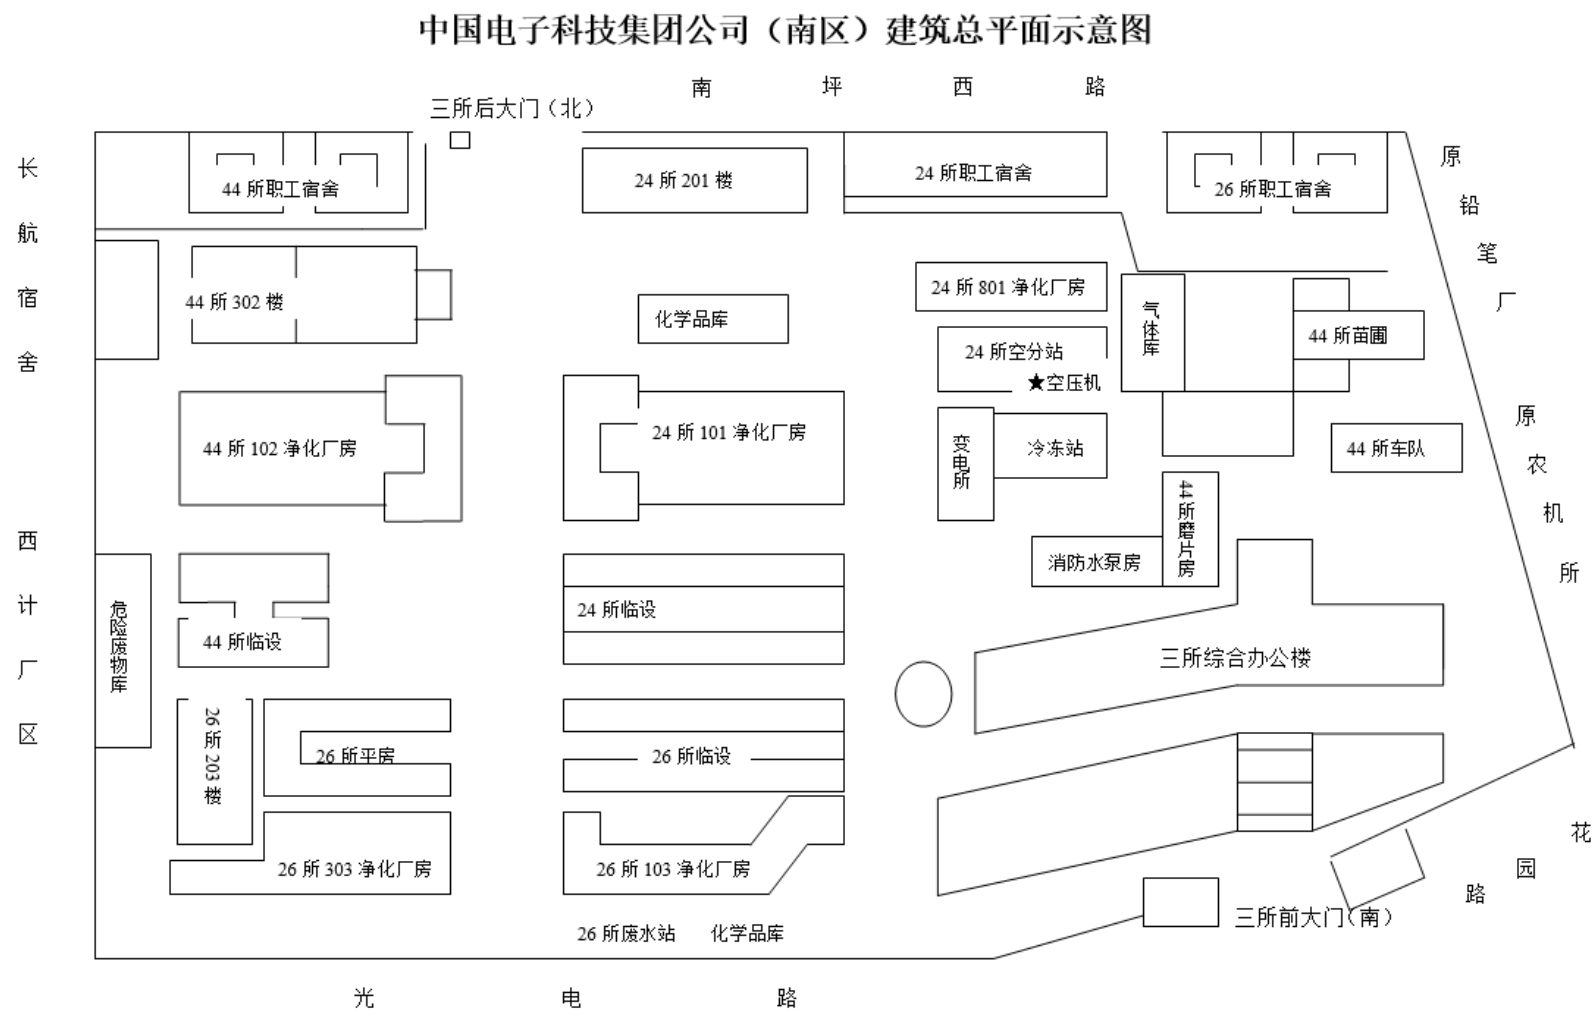 中国电子科技集团公司（南区）建筑总平面示意图
南坪西路
三所后大门（北）
长航宿舍
44 所职工宿舍
24 所 201 楼
24 所职工宿舍
26 所职工宿舍
原铅笔厂
44 所 302 楼
化学品库
24 所 801 净化厂房
气体库
44 所苗圃
24 所空分站
★空压机
44 所 102 净化厂房
24 所 101 净化厂房
变电所
冷冻站
44 所车队
原农机所
44所磨片房
消防水泵房
西计厂区
危险废物库
44 所临设
24 所临设
三所综合办公楼
26所203楼
26 所平房
26 所临设
26 所 303 净化厂房
26 所 103 净化厂房
花园路
三所前大门（南）
26 所废水站
化学品库
光电路